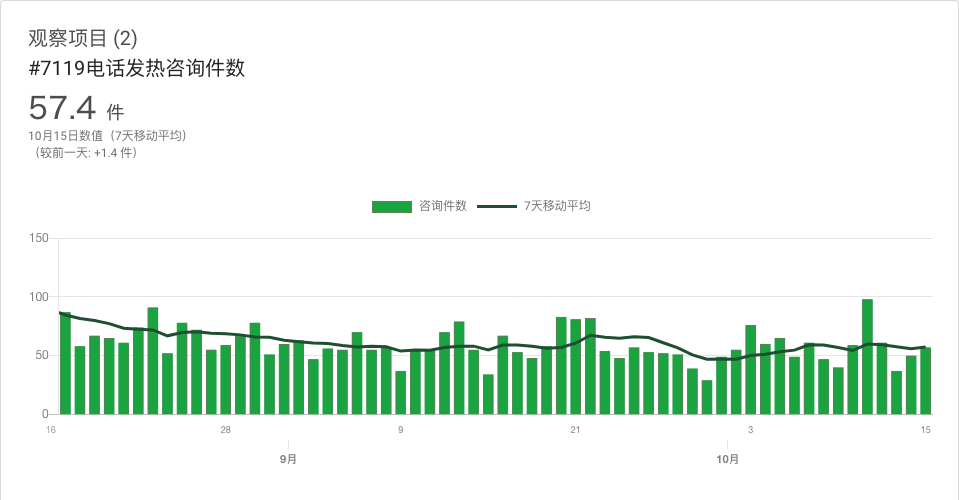 观察项目 (2)
#7119电话发热咨询件数
57.4 件
10月15日数值（7天移动平均）
（较前一天: +1.4 件）
咨询件数 7天移动平均
150
100
50
0
16 28 9 21 3 15
9月 10月